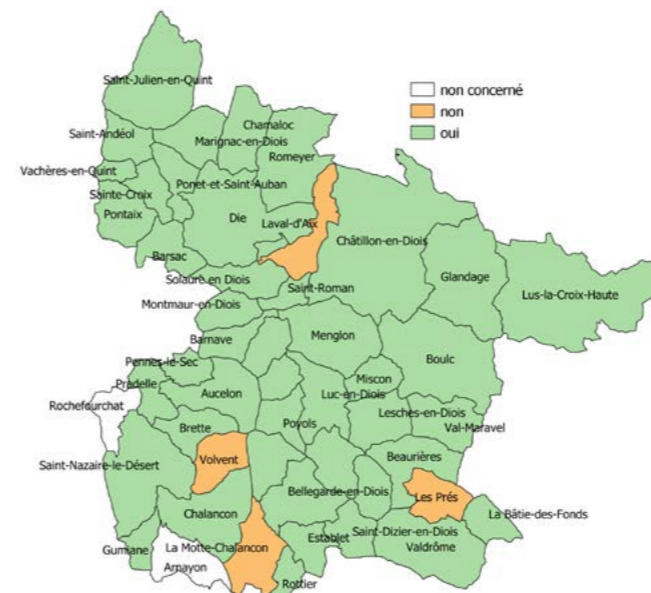 Saint-Julien-en-Quint
non concerné
non
oui
Chamaloc
Saint-Andéol
Marignac-en-Diois
Romeyer
Vachères-en-Quint
Ponet-et-Saint-Auban
Sainte-Croix
Pontaix
Die
Laval-d'Aix
Châtillon-en-Diois
Barsac
Solaure en Diois
Glandage
Saint-Roman
Lus-la-Croix-Haute
Montmaur-en-Diois
Barnave
Menglon
Pennes-le-Sec
Boulc
Pradelle
Miscon
Aucelon
Luc-en-Diois
Rochefourchat
Lesches-en-Diois
Brette
Poyols
Val-Maravel
Volvent
Beaurières
Saint-Nazaire-le-Désert
Bellegarde-en-Diois
Les Prés
Chalancon
La Bâtie-des-Fonds
Establet
Saint-Dizier-en-Diois
Gumiane
La Motte-Chalancon
Valdrôme
Arnayon
Rottier